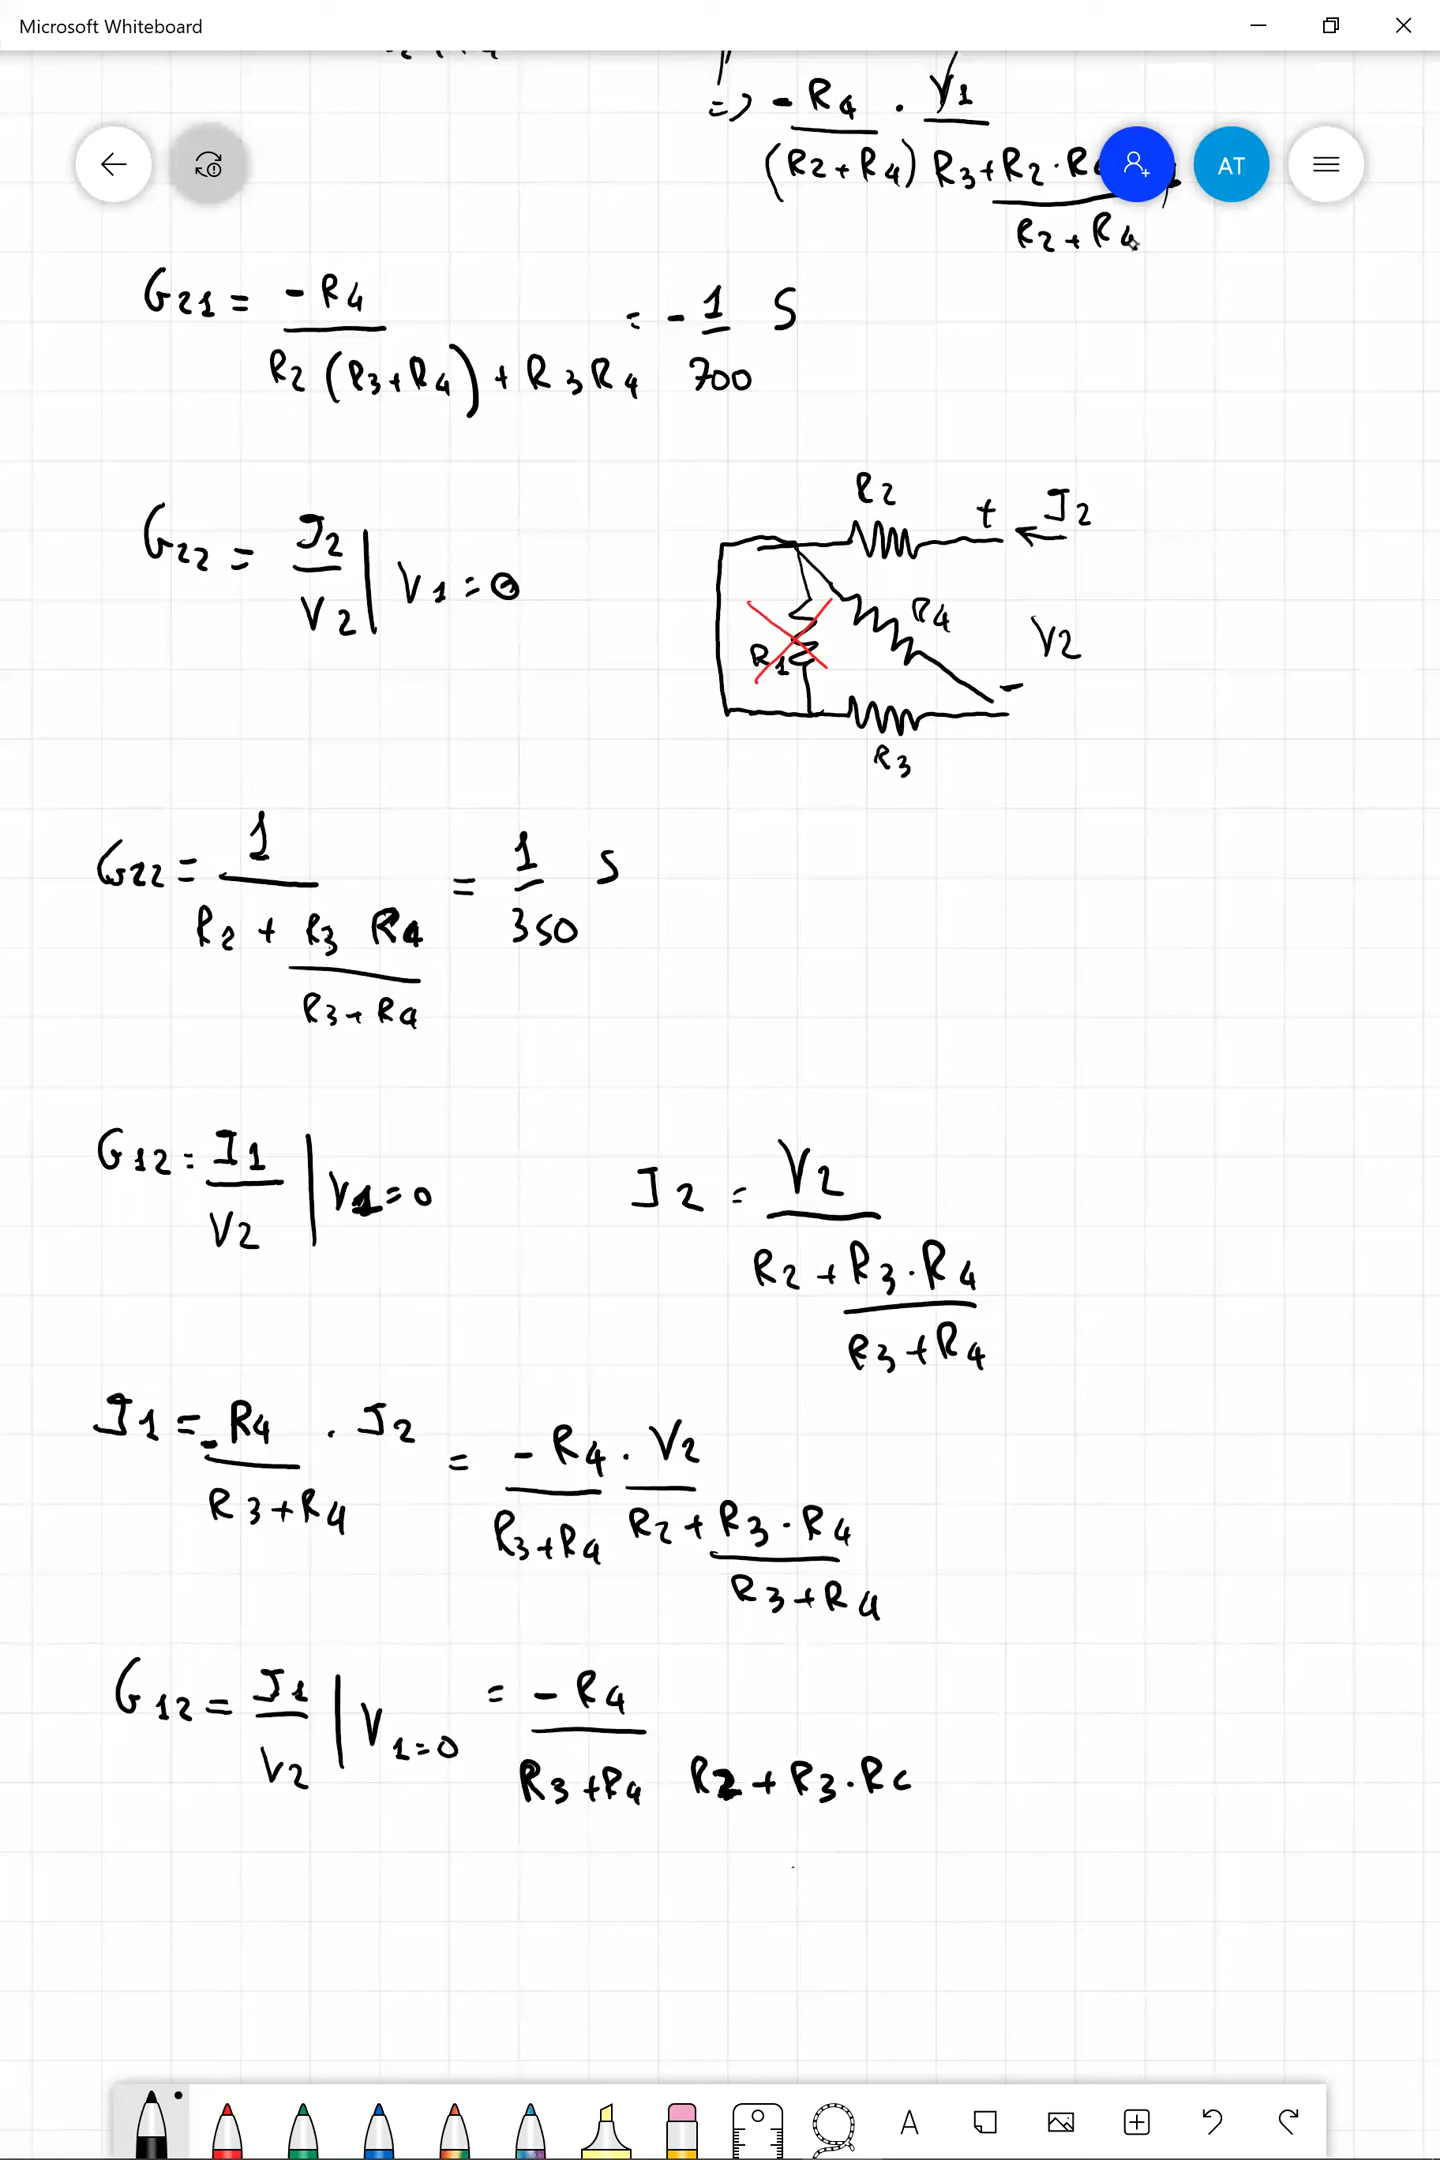 Microsoft Whiteboard
=> - R4 . V1
(R2 + R4) R3 + R2 . R4
R2 + R4
AT
G21 = - R4 = - 1 S
R2 (R3 + R4) + R3 R4 700
G22 = I2 | V1 = 0
V2
R2 + I2
R1 R4 V2
-
R3
G22 = 1 = 1 S
R2 + R3 R4 350
R3 + R4
G12 = I1 | V1 = 0 I2 = V2
V2 R2 + R3 . R4
R3 + R4
I1 = - R4 . I2 = - R4 . V2
R3 + R4 R3 + R4 R2 + R3 . R4
R3 + R4
G12 = I1 | V1 = 0 = - R4
V2 R3 + R4 R2 + R3 . R
A